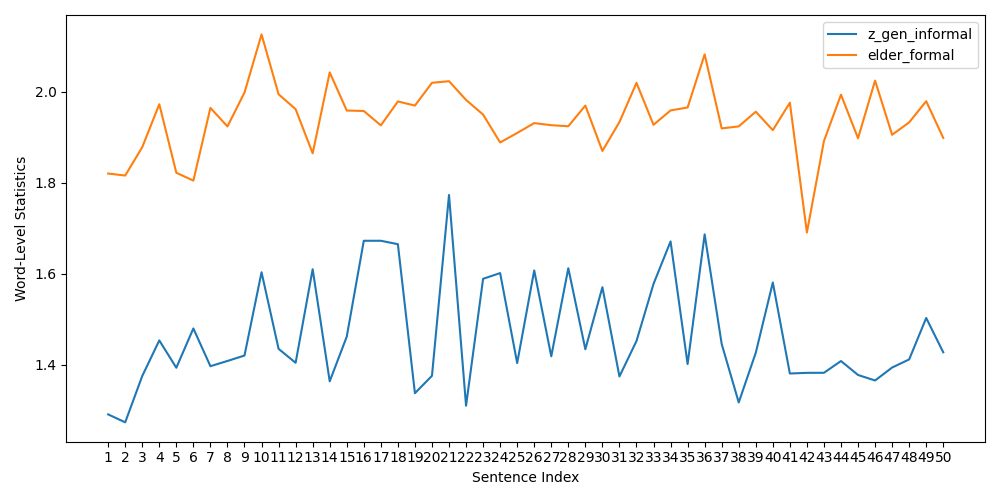 z_gen_informal
elder_formal
Word-Level Statistics
2.0
1.8
1.6
1.4
1 2 3 4 5 6 7 8 9 10 11 12 13 14 15 16 17 18 19 20 21 22 23 24 25 26 27 28 29 30 31 32 33 34 35 36 37 38 39 40 41 42 43 44 45 46 47 48 49 50
Sentence Index